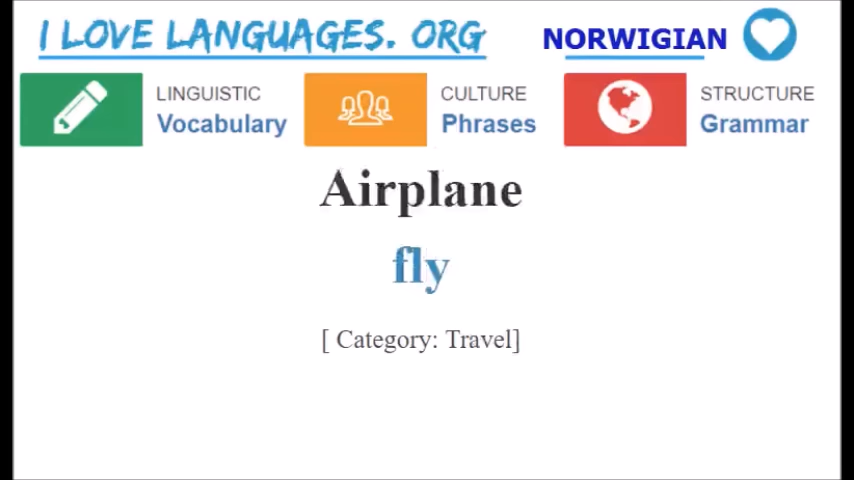 I LOVE LANGUAGES. ORG
NORWIGIAN
LINGUISTIC
Vocabulary
CULTURE
Phrases
STRUCTURE
Grammar
Airplane
fly
[ Category: Travel]